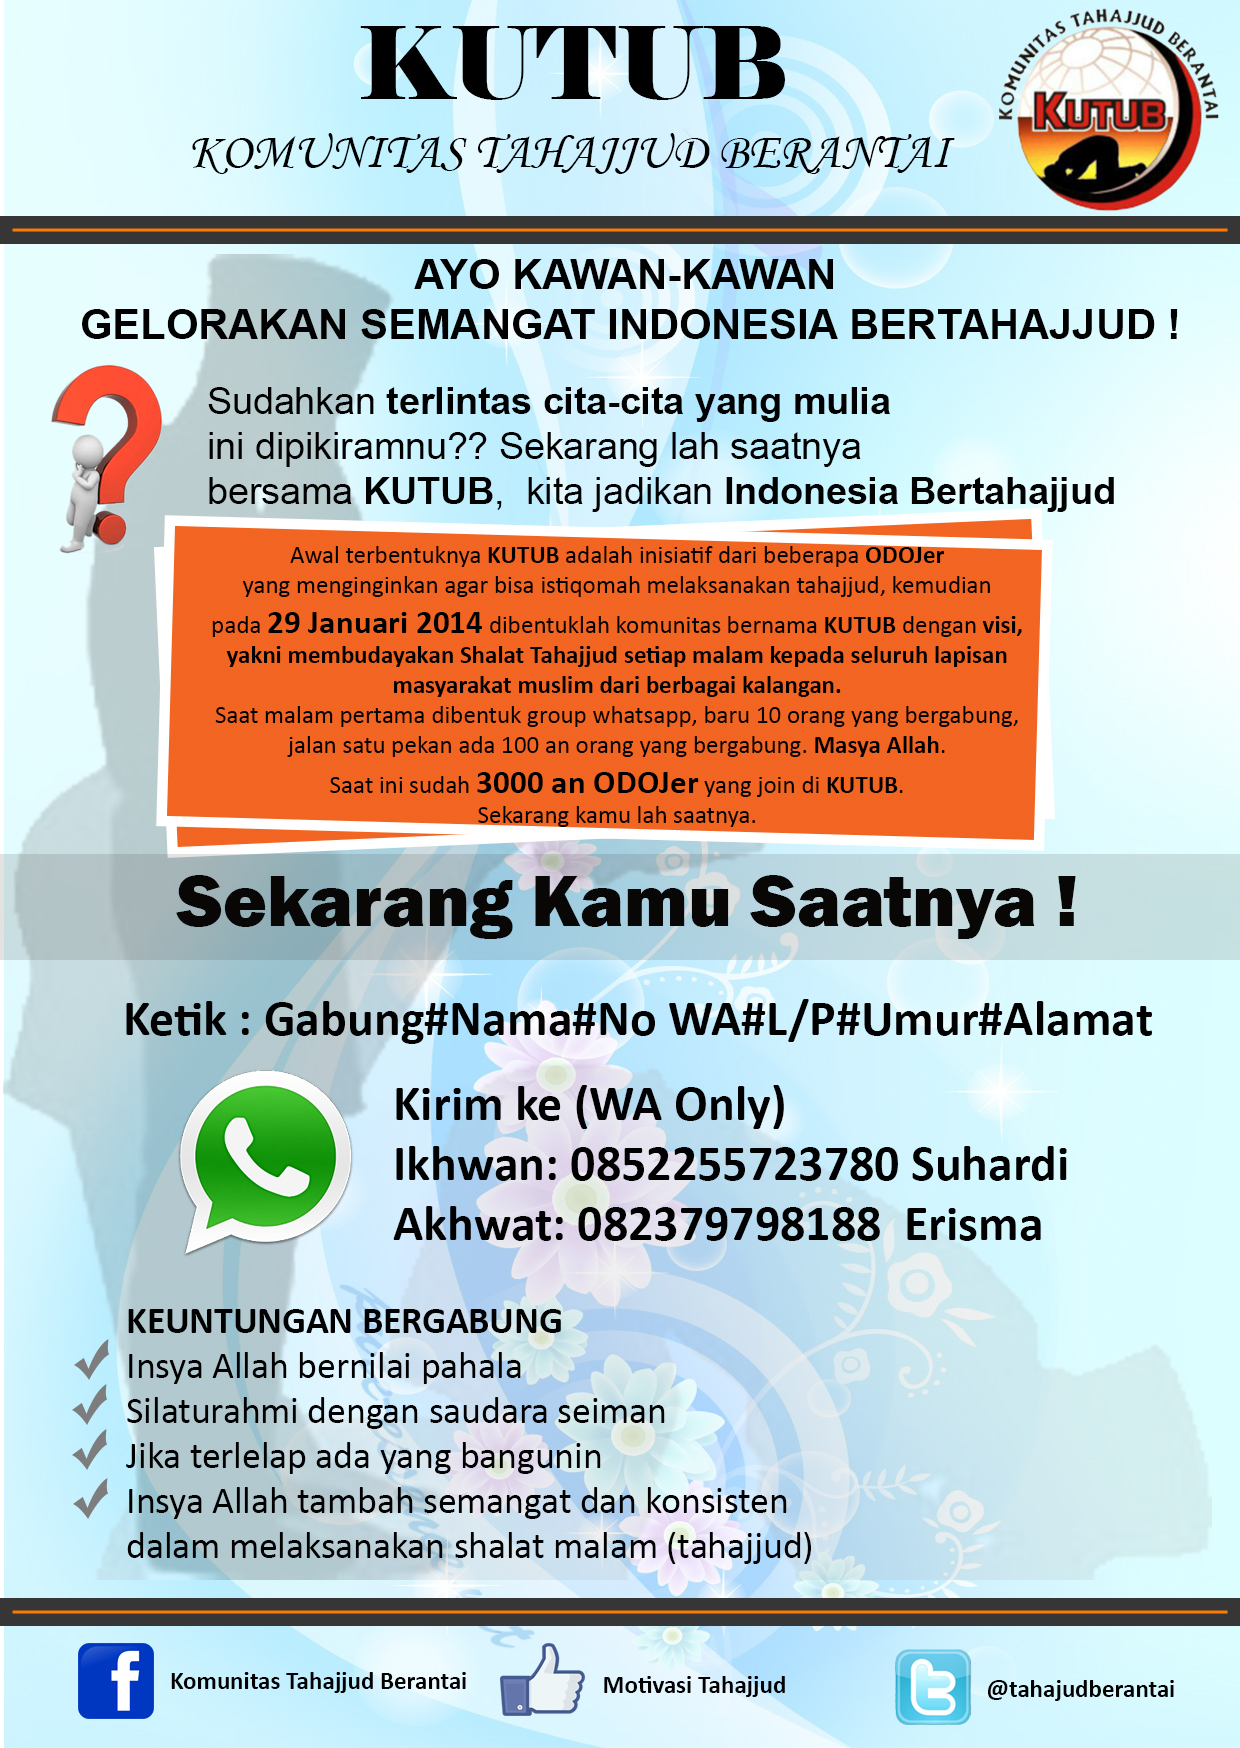 KUTUB
KOMUNITAS TAHAJJUD BERANTAI
KOMUNITAS TAHAJJUD BERANTAI
KUTUB
AYO KAWAN-KAWAN
GELORAKAN SEMANGAT INDONESIA BERTAHAJJUD !
Sudahkan terlintas cita-cita yang mulia
ini dipikiramnu?? Sekarang lah saatnya
bersama KUTUB, kita jadikan Indonesia Bertahajjud
Awal terbentuknya KUTUB adalah inisiatif dari beberapa ODOJer
yang menginginkan agar bisa istiqomah melaksanakan tahajjud, kemudian
pada 29 Januari 2014 dibentuklah komunitas bernama KUTUB dengan visi,
yakni membudayakan Shalat Tahajjud setiap malam kepada seluruh lapisan
masyarakat muslim dari berbagai kalangan.
Saat malam pertama dibentuk group whatsapp, baru 10 orang yang bergabung,
jalan satu pekan ada 100 an orang yang bergabung. Masya Allah.
Saat ini sudah 3000 an ODOJer yang join di KUTUB.
Sekarang kamu lah saatnya.
Sekarang Kamu Saatnya !
Ketik : Gabung#Nama#No WA#L/P#Umur#Alamat
Kirim ke (WA Only)
Ikhwan: 0852255723780 Suhardi
Akhwat: 082379798188 Erisma
KEUNTUNGAN BERGABUNG
Insya Allah bernilai pahala
Silaturahmi dengan saudara seiman
Jika terlelap ada yang bangunin
Insya Allah tambah semangat dan konsisten
dalam melaksanakan shalat malam (tahajjud)
Komunitas Tahajjud Berantai
Motivasi Tahajjud
@tahajudberantai